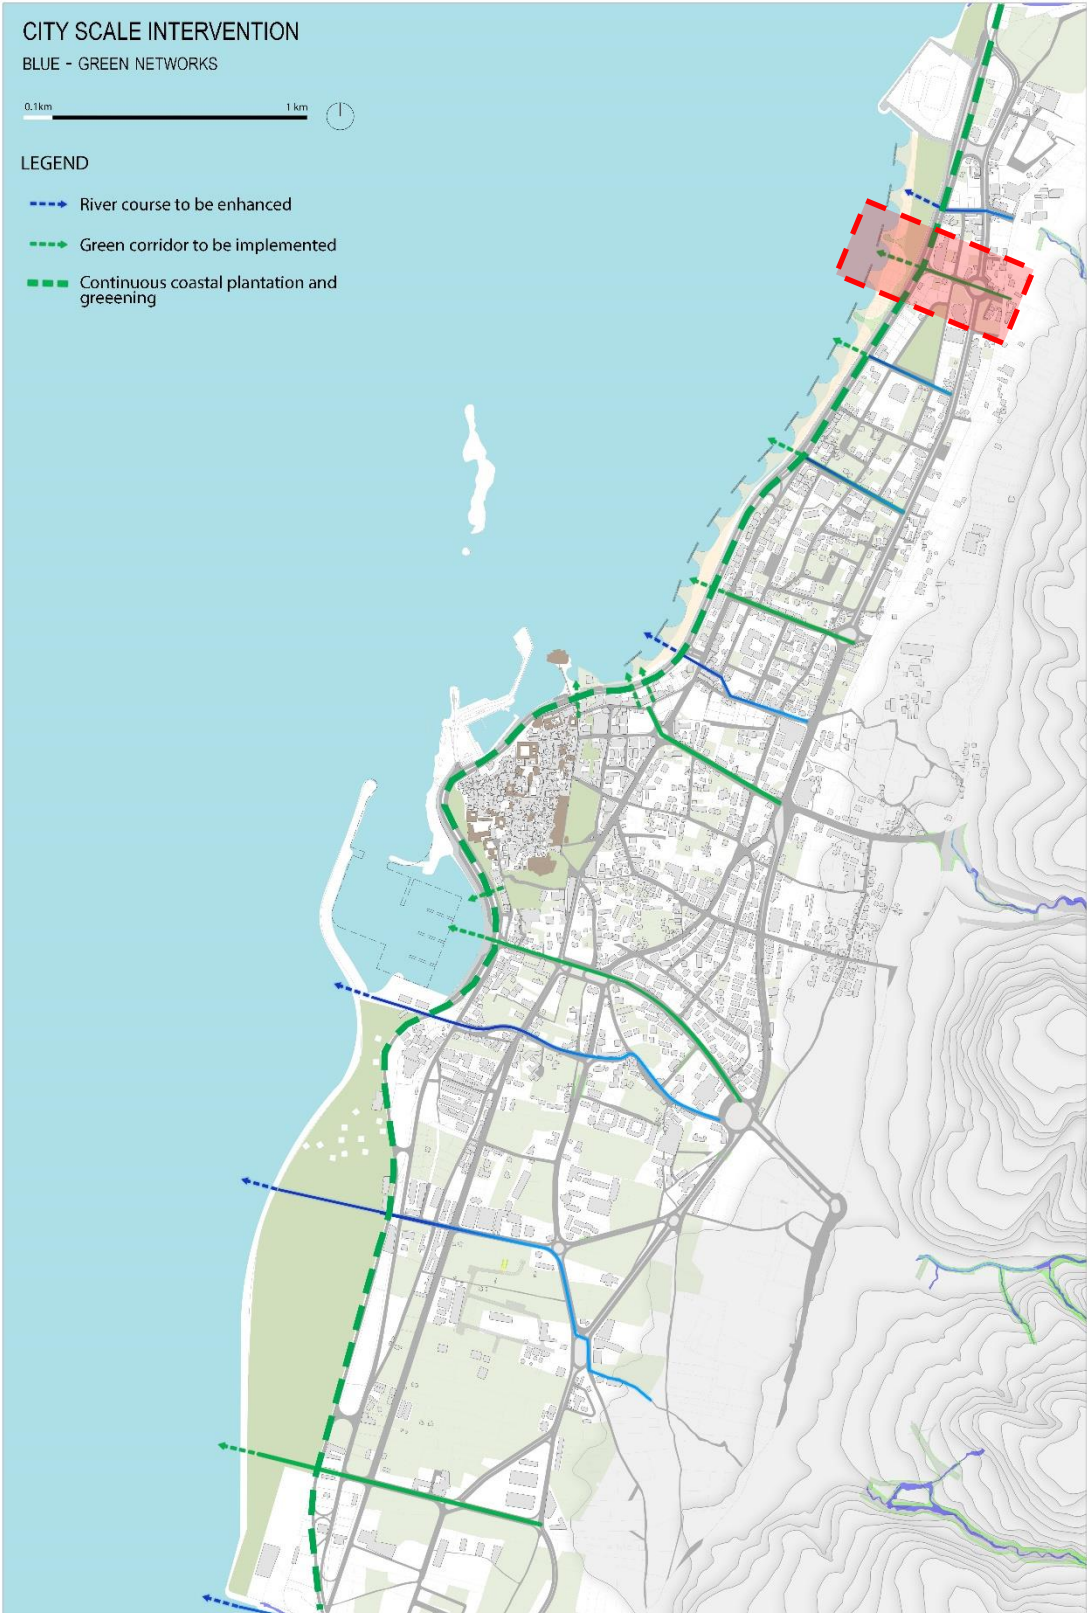 CITY SCALE INTERVENTION
BLUE - GREEN NETWORKS
0.1km 1 km
LEGEND
River course to be enhanced
Green corridor to be implemented
Continuous coastal plantation and
greeening